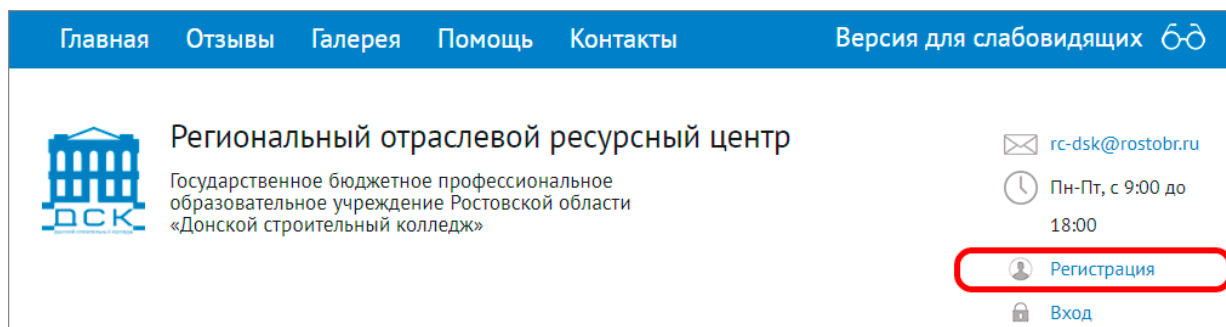 Главная Отзывы Галерея Помощь Контакты Версия для слабовидящих
Региональный отраслевой ресурсный центр
Государственное бюджетное профессиональное
образовательное учреждение Ростовской области
«Донской строительный колледж»
ДСК
rc-dsk@rostobr.ru
Пн-Пт, с 9:00 до
18:00
Регистрация
Вход